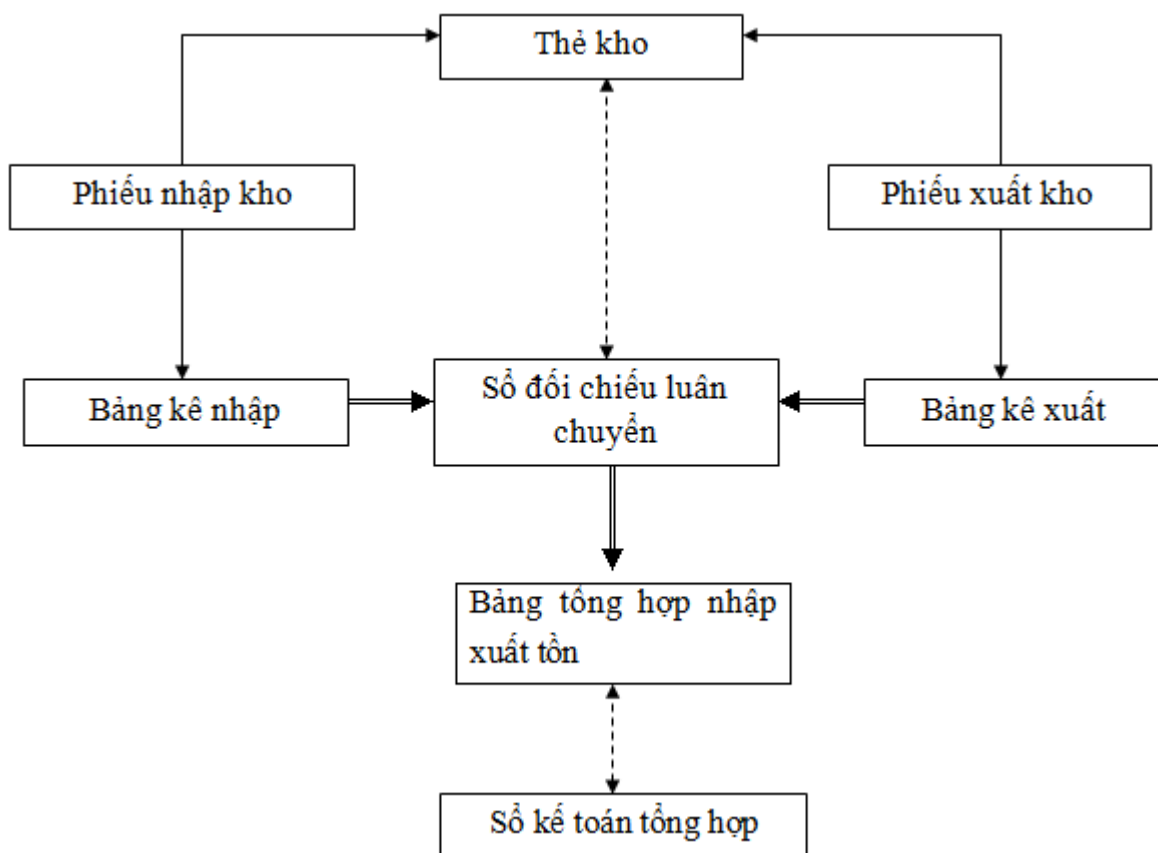 Thẻ kho
Phiếu nhập kho
Phiếu xuất kho
Bảng kê nhập
Sổ đối chiếu luân
chuyển
Bảng kê xuất
Bảng tổng hợp nhập
xuất tồn
Sổ kế toán tổng hợp